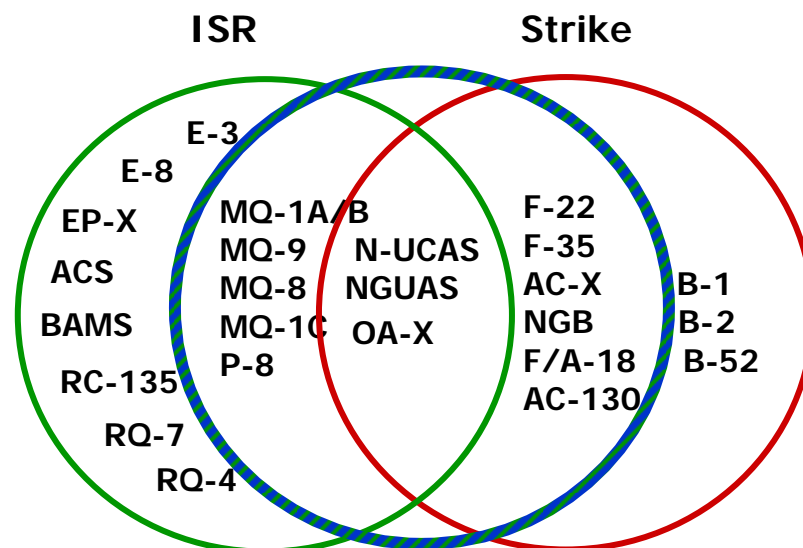 ISR
Strike
E-3
E-8
EP-X
ACS
BAMS
RC-135
RQ-7
RQ-4
MQ-1A/B
MQ-9
MQ-8
MQ-1C
P-8
N-UCAS
NGUAS
OA-X
F-22
F-35
AC-X
NGB
F/A-18
AC-130
B-1
B-2
B-52